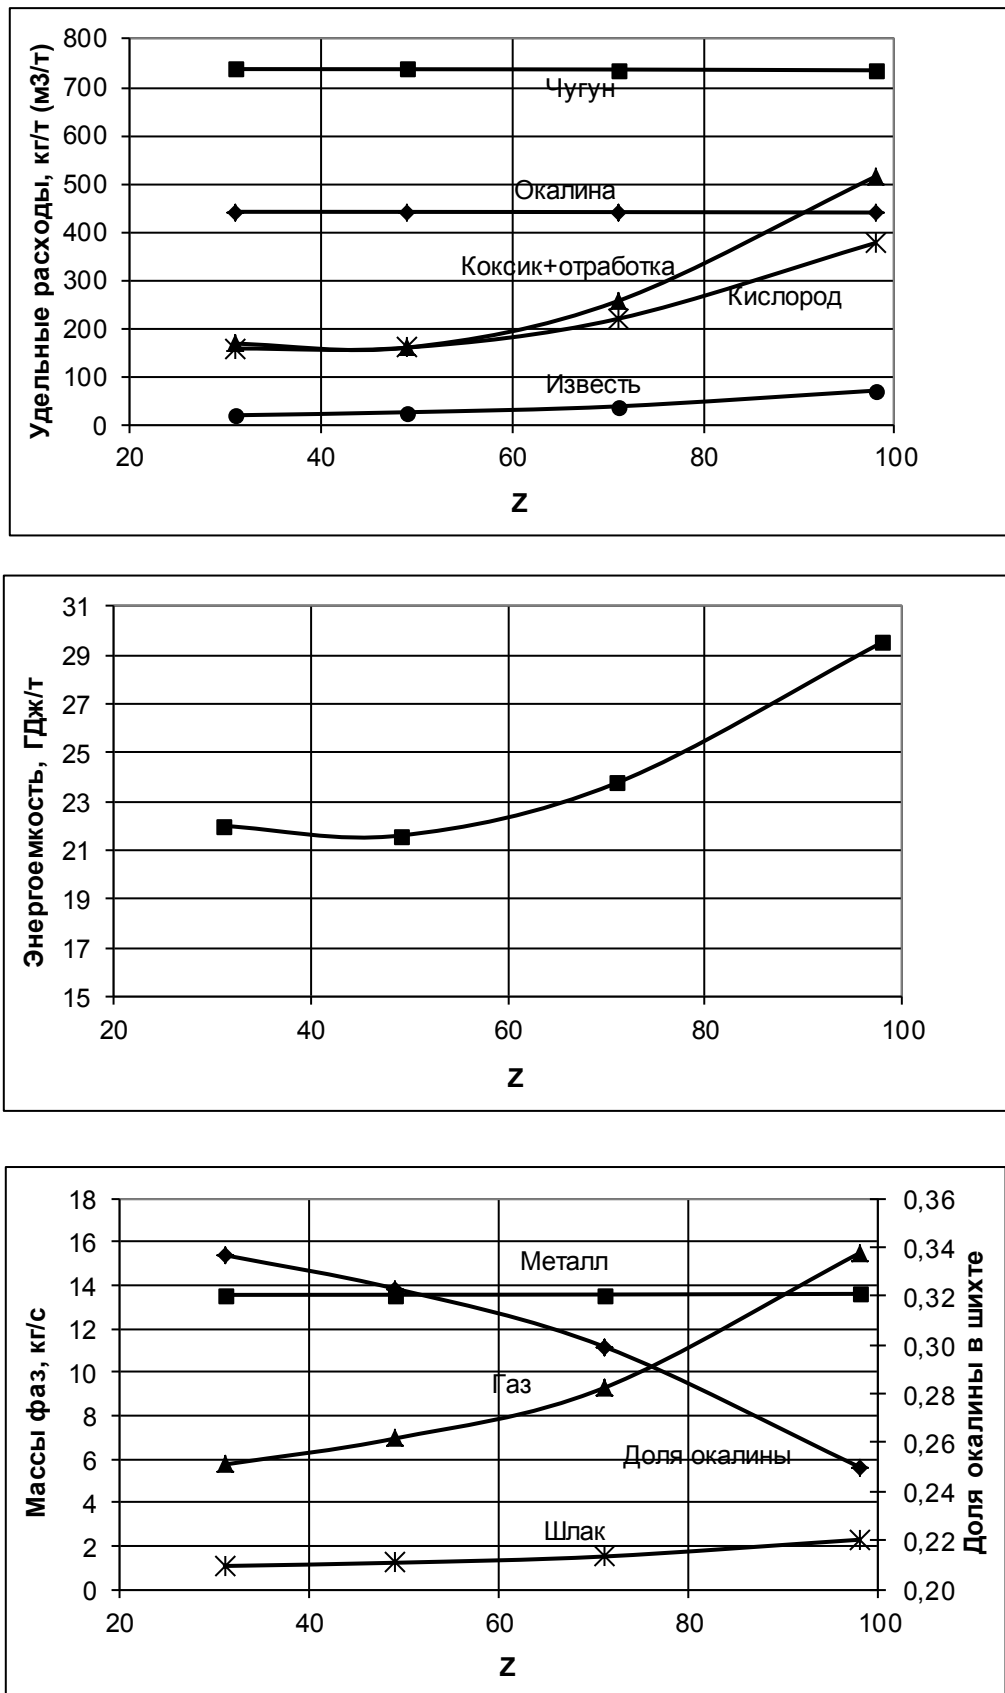 Удельные расходы, кг/т (м3/т)
800
700
600
500
400
300
200
100
0
Чугун
Окалина
Коксик+отработка
Кислород
Известь
20 40 60 80 100
Z
Энергоемкость, ГДж/т
31
29
27
25
23
21
19
17
15
20 40 60 80 100
Z
Массы фаз, кг/с
18
16
14
12
10
8
6
4
2
0
Металл
Газ
Доля окалины
Шлак
0,36
0,34
0,32
0,30
0,28
0,26
0,24
0,22
0,20
Доля окалины в шихте
20 40 60 80 100
Z